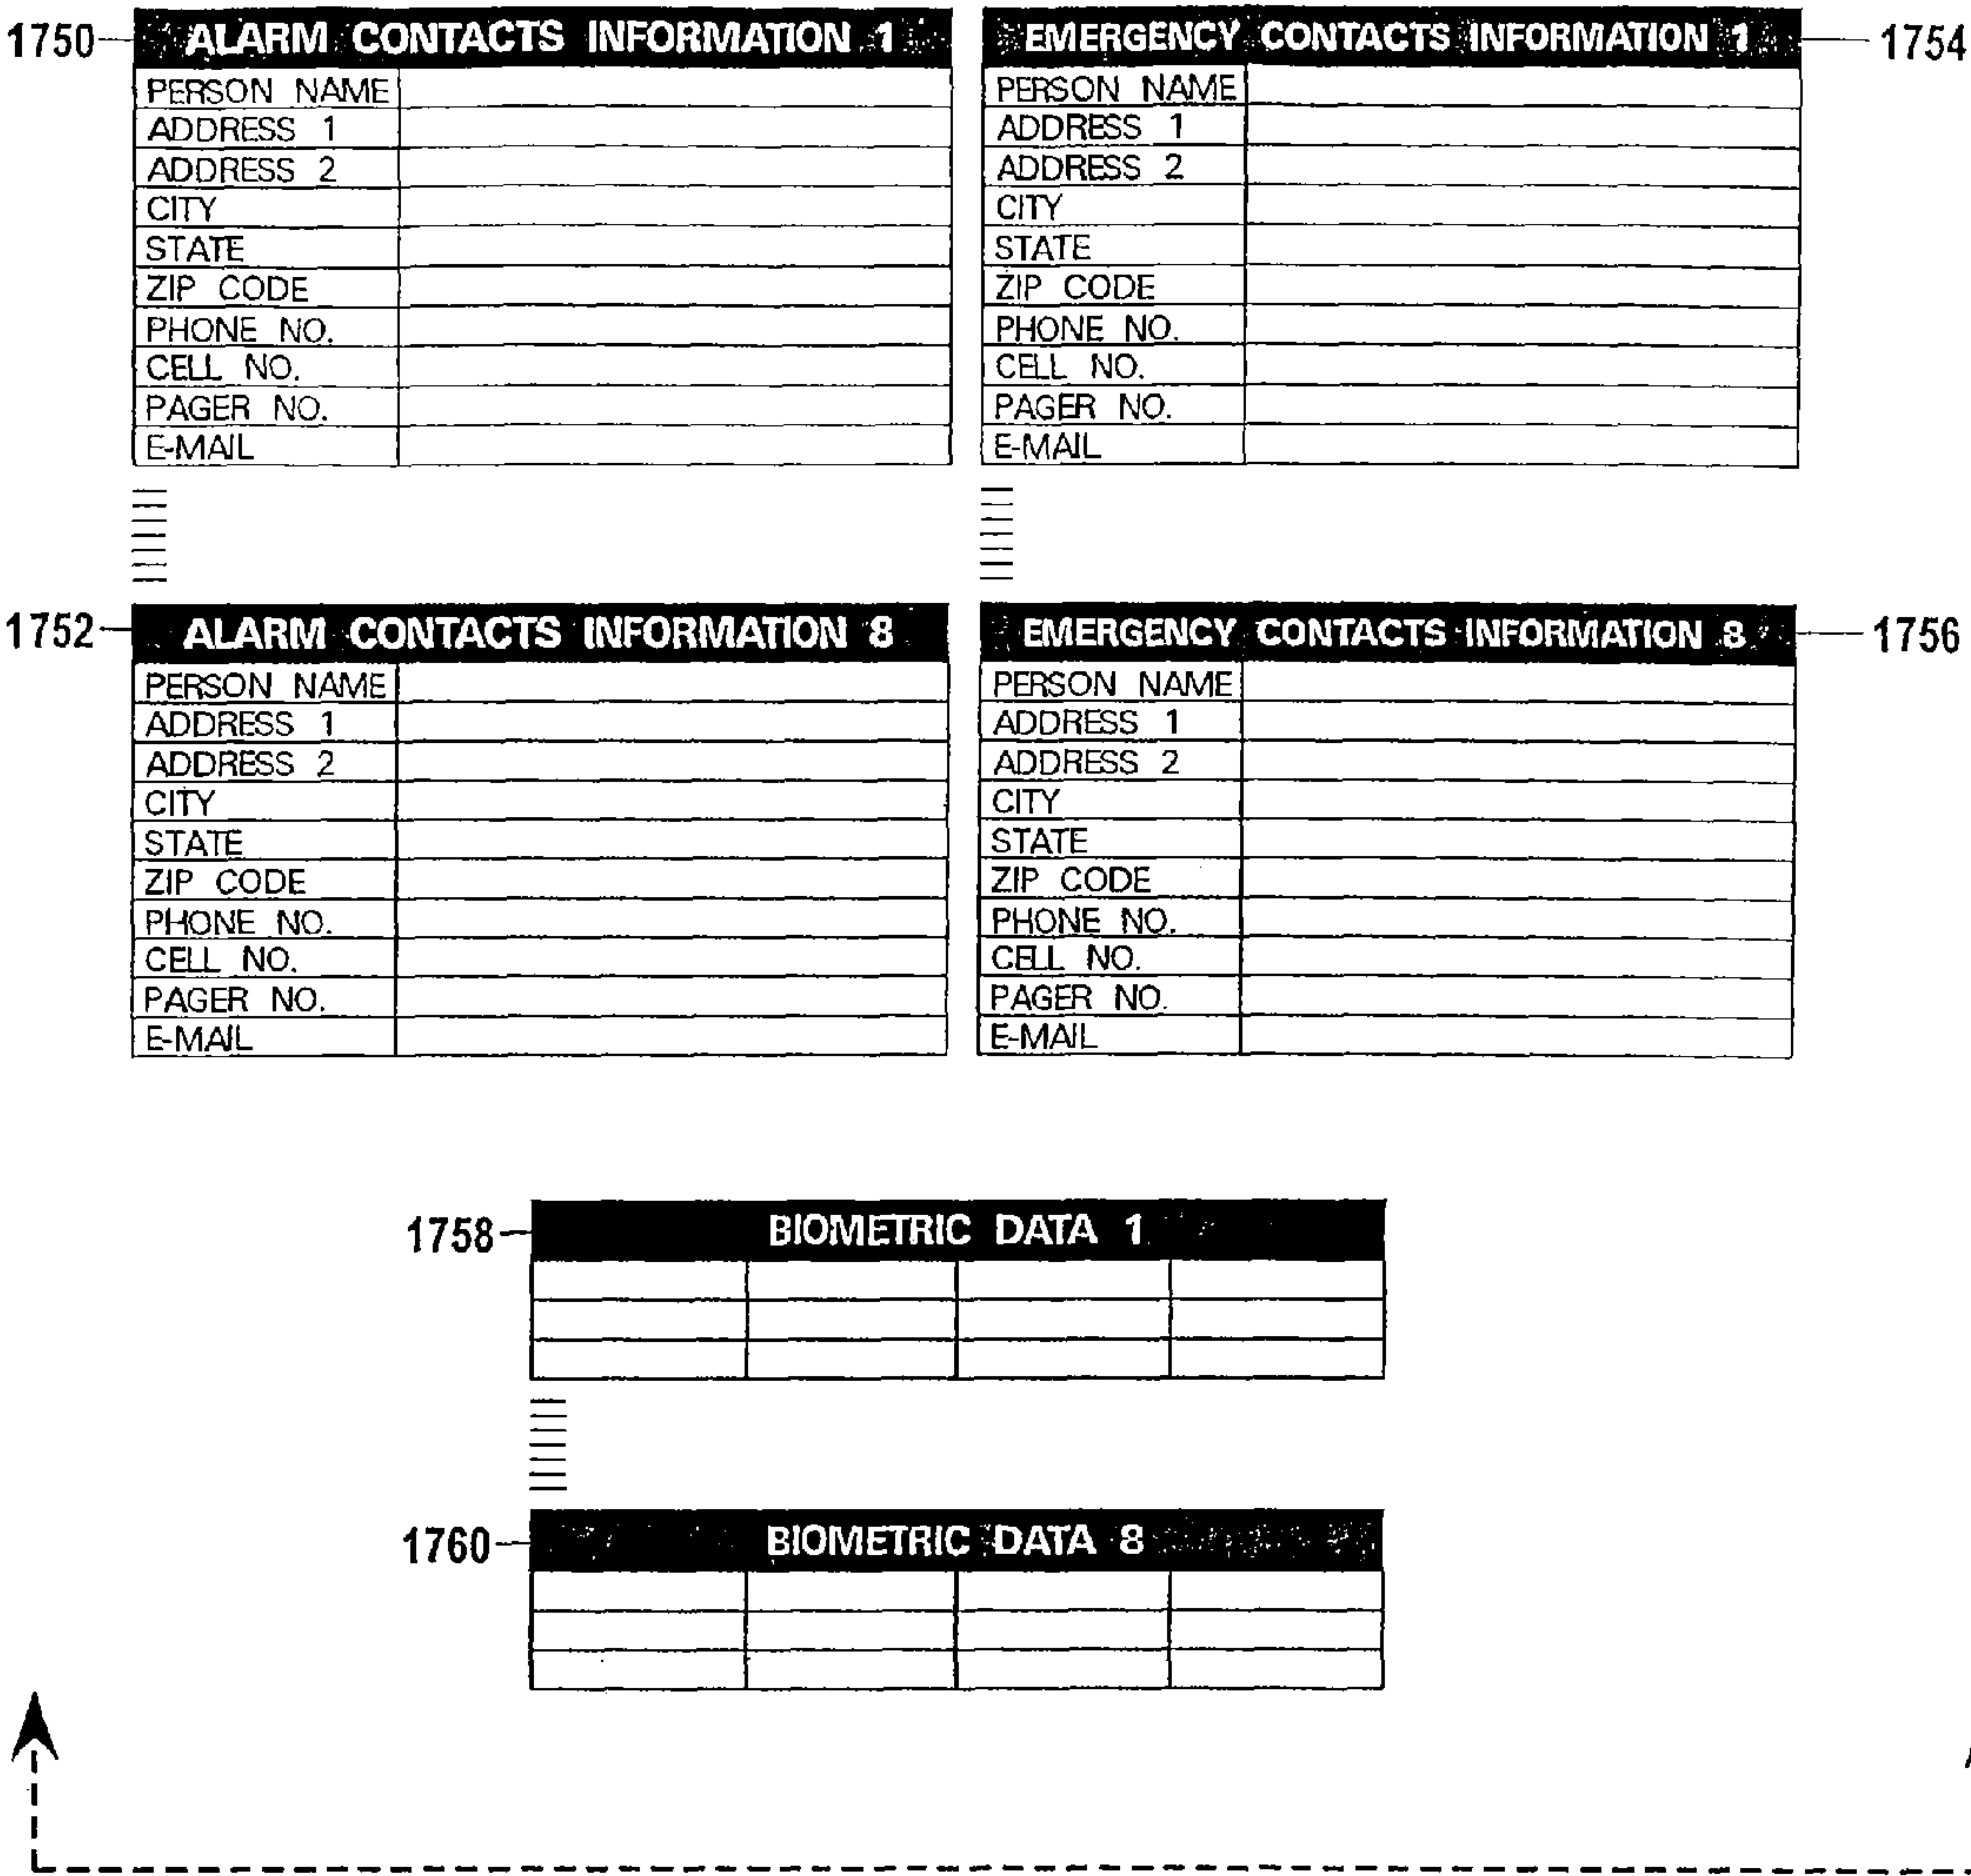 1750 ALARM CONTACTS INFORMATION 1
PERSON NAME
ADDRESS 1
ADDRESS 2
CITY
STATE
ZIP CODE
PHONE NO.
CELL NO.
PAGER NO.
E-MAIL
EMERGENCY CONTACTS INFORMATION 1 1754
PERSON NAME
ADDRESS 1
ADDRESS 2
CITY
STATE
ZIP CODE
PHONE NO.
CELL NO.
PAGER NO.
E-MAIL
1752 ALARM CONTACTS INFORMATION 8
PERSON NAME
ADDRESS 1
ADDRESS 2
CITY
STATE
ZIP CODE
PHONE NO.
CELL NO.
PAGER NO.
E-MAIL
EMERGENCY CONTACTS INFORMATION 8 1756
PERSON NAME
ADDRESS 1
ADDRESS 2
CITY
STATE
ZIP CODE
PHONE NO.
CELL NO.
PAGER NO.
E-MAIL
1758 BIOMETRIC DATA 1
1760 BIOMETRIC DATA 8